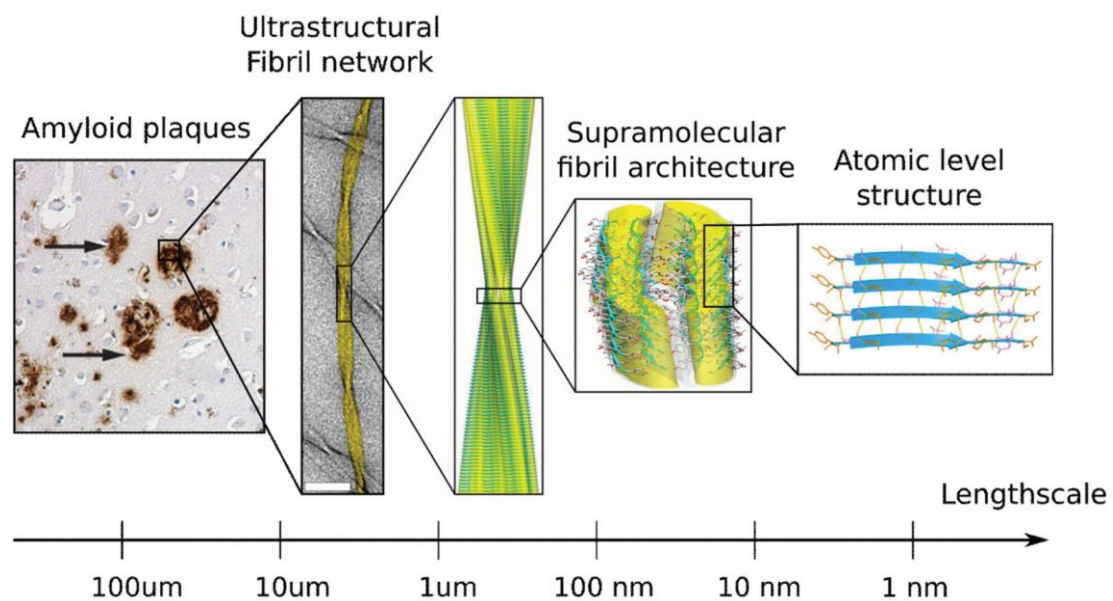 Ultrastructural
Fibril network
Amyloid plaques
Supramolecular
fibril architecture
Atomic level
structure
Lengthscale
100um
10um
1um
100 nm
10 nm
1 nm